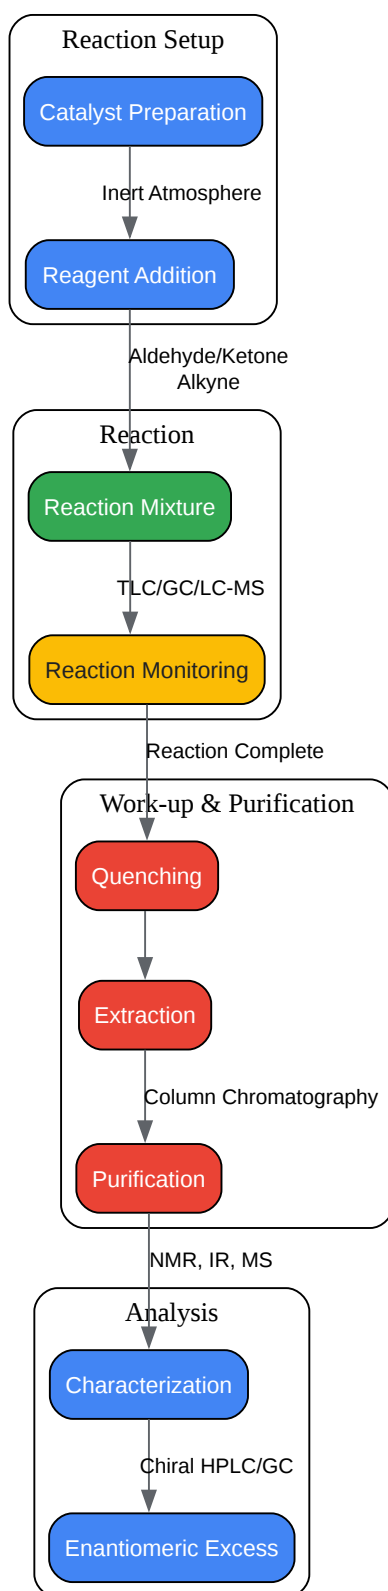 Reaction Setup
Catalyst Preparation
Inert Atmosphere
Reagent Addition
Aldehyde/Ketone
Alkyne
Reaction
Reaction Mixture
TLC/GC/LC-MS
Reaction Monitoring
Reaction Complete
Work-up & Purification
Quenching
Extraction
Column Chromatography
Purification
NMR, IR, MS
Analysis
Characterization
Chiral HPLC/GC
Enantiomeric Excess